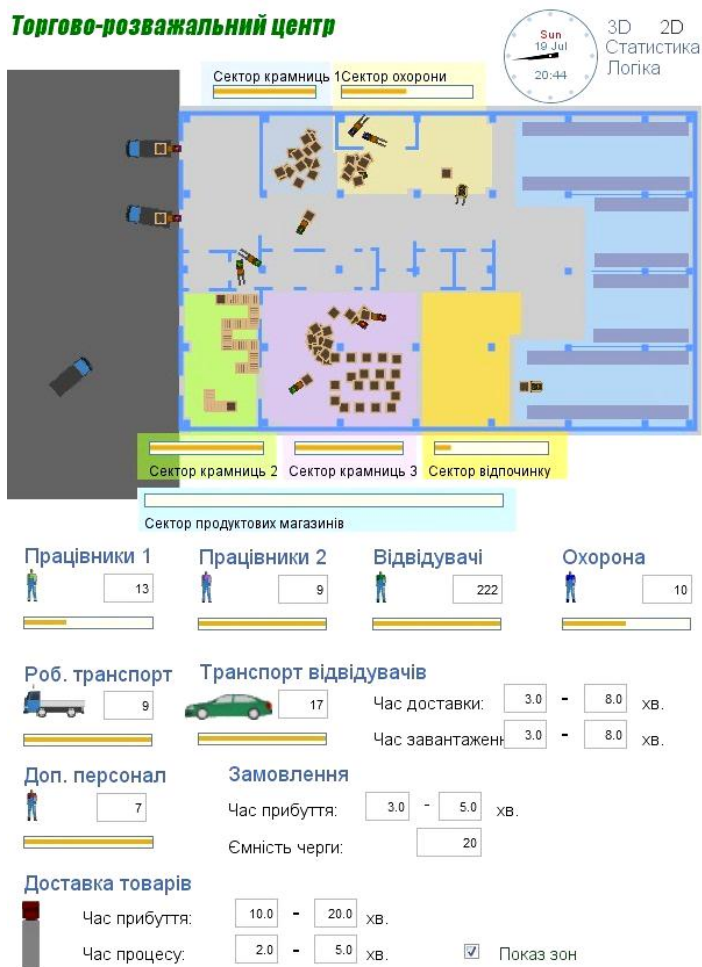 Торгово-розважальний центр
Sun
19 Jul
20:44
3D 2D
Статистика
Логіка
Сектор крамниць 1 Сектор охорони
Сектор крамниць 2 Сектор крамниць 3 Сектор відпочинку
Сектор продуктових магазинів
Працівники 1 Працівники 2 Відвідувачі Охорона
13 9 222 10
Роб. транспорт Транспорт відвідувачів
9 17 Час доставки: 3.0 - 8.0 хв.
Час завантаженн 3.0 - 8.0 хв.
Доп. персонал Замовлення
7 Час прибуття: 3.0 - 5.0 хв.
Ємність черги: 20
Доставка товарів
Час прибуття: 10.0 - 20.0 хв.
Час процесу: 2.0 - 5.0 хв. Показ зон